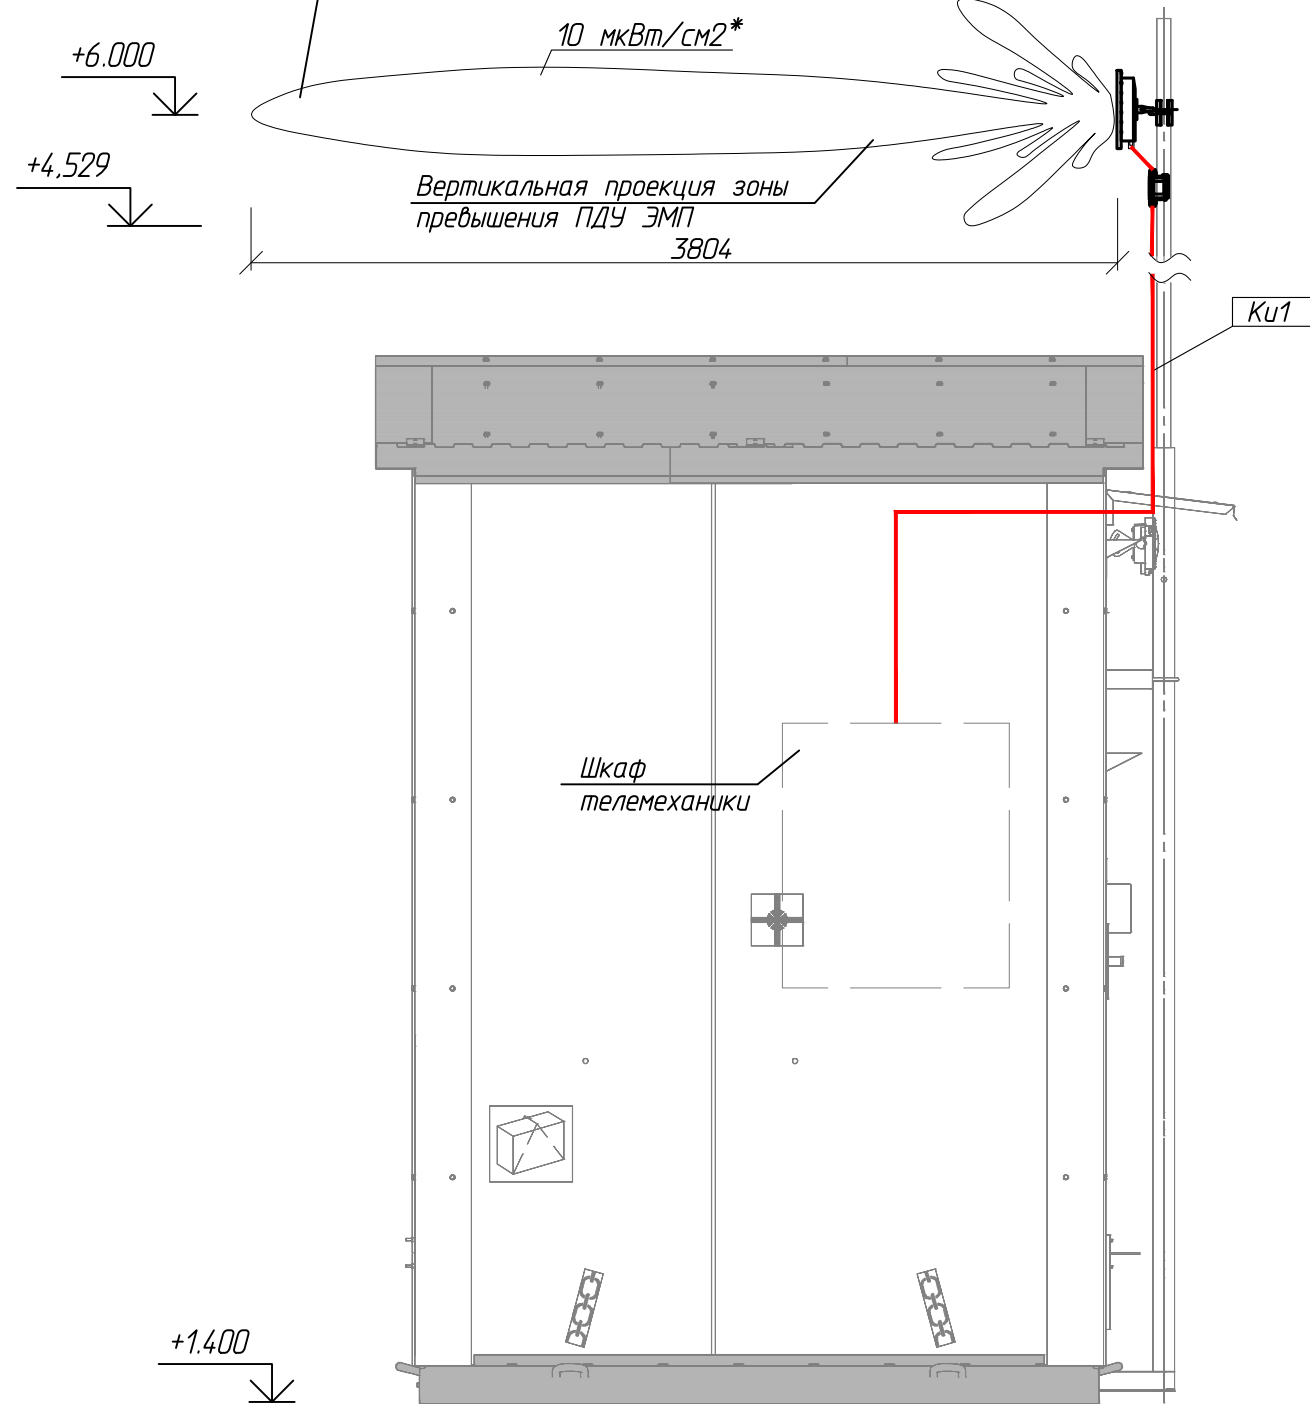 10 мкВт/см2*
+6.000
+4,529
Вертикальная проекция зоны
превышения ПДУ ЭМП
3804
Ки1
Шкаф
телемеханики
+1.400